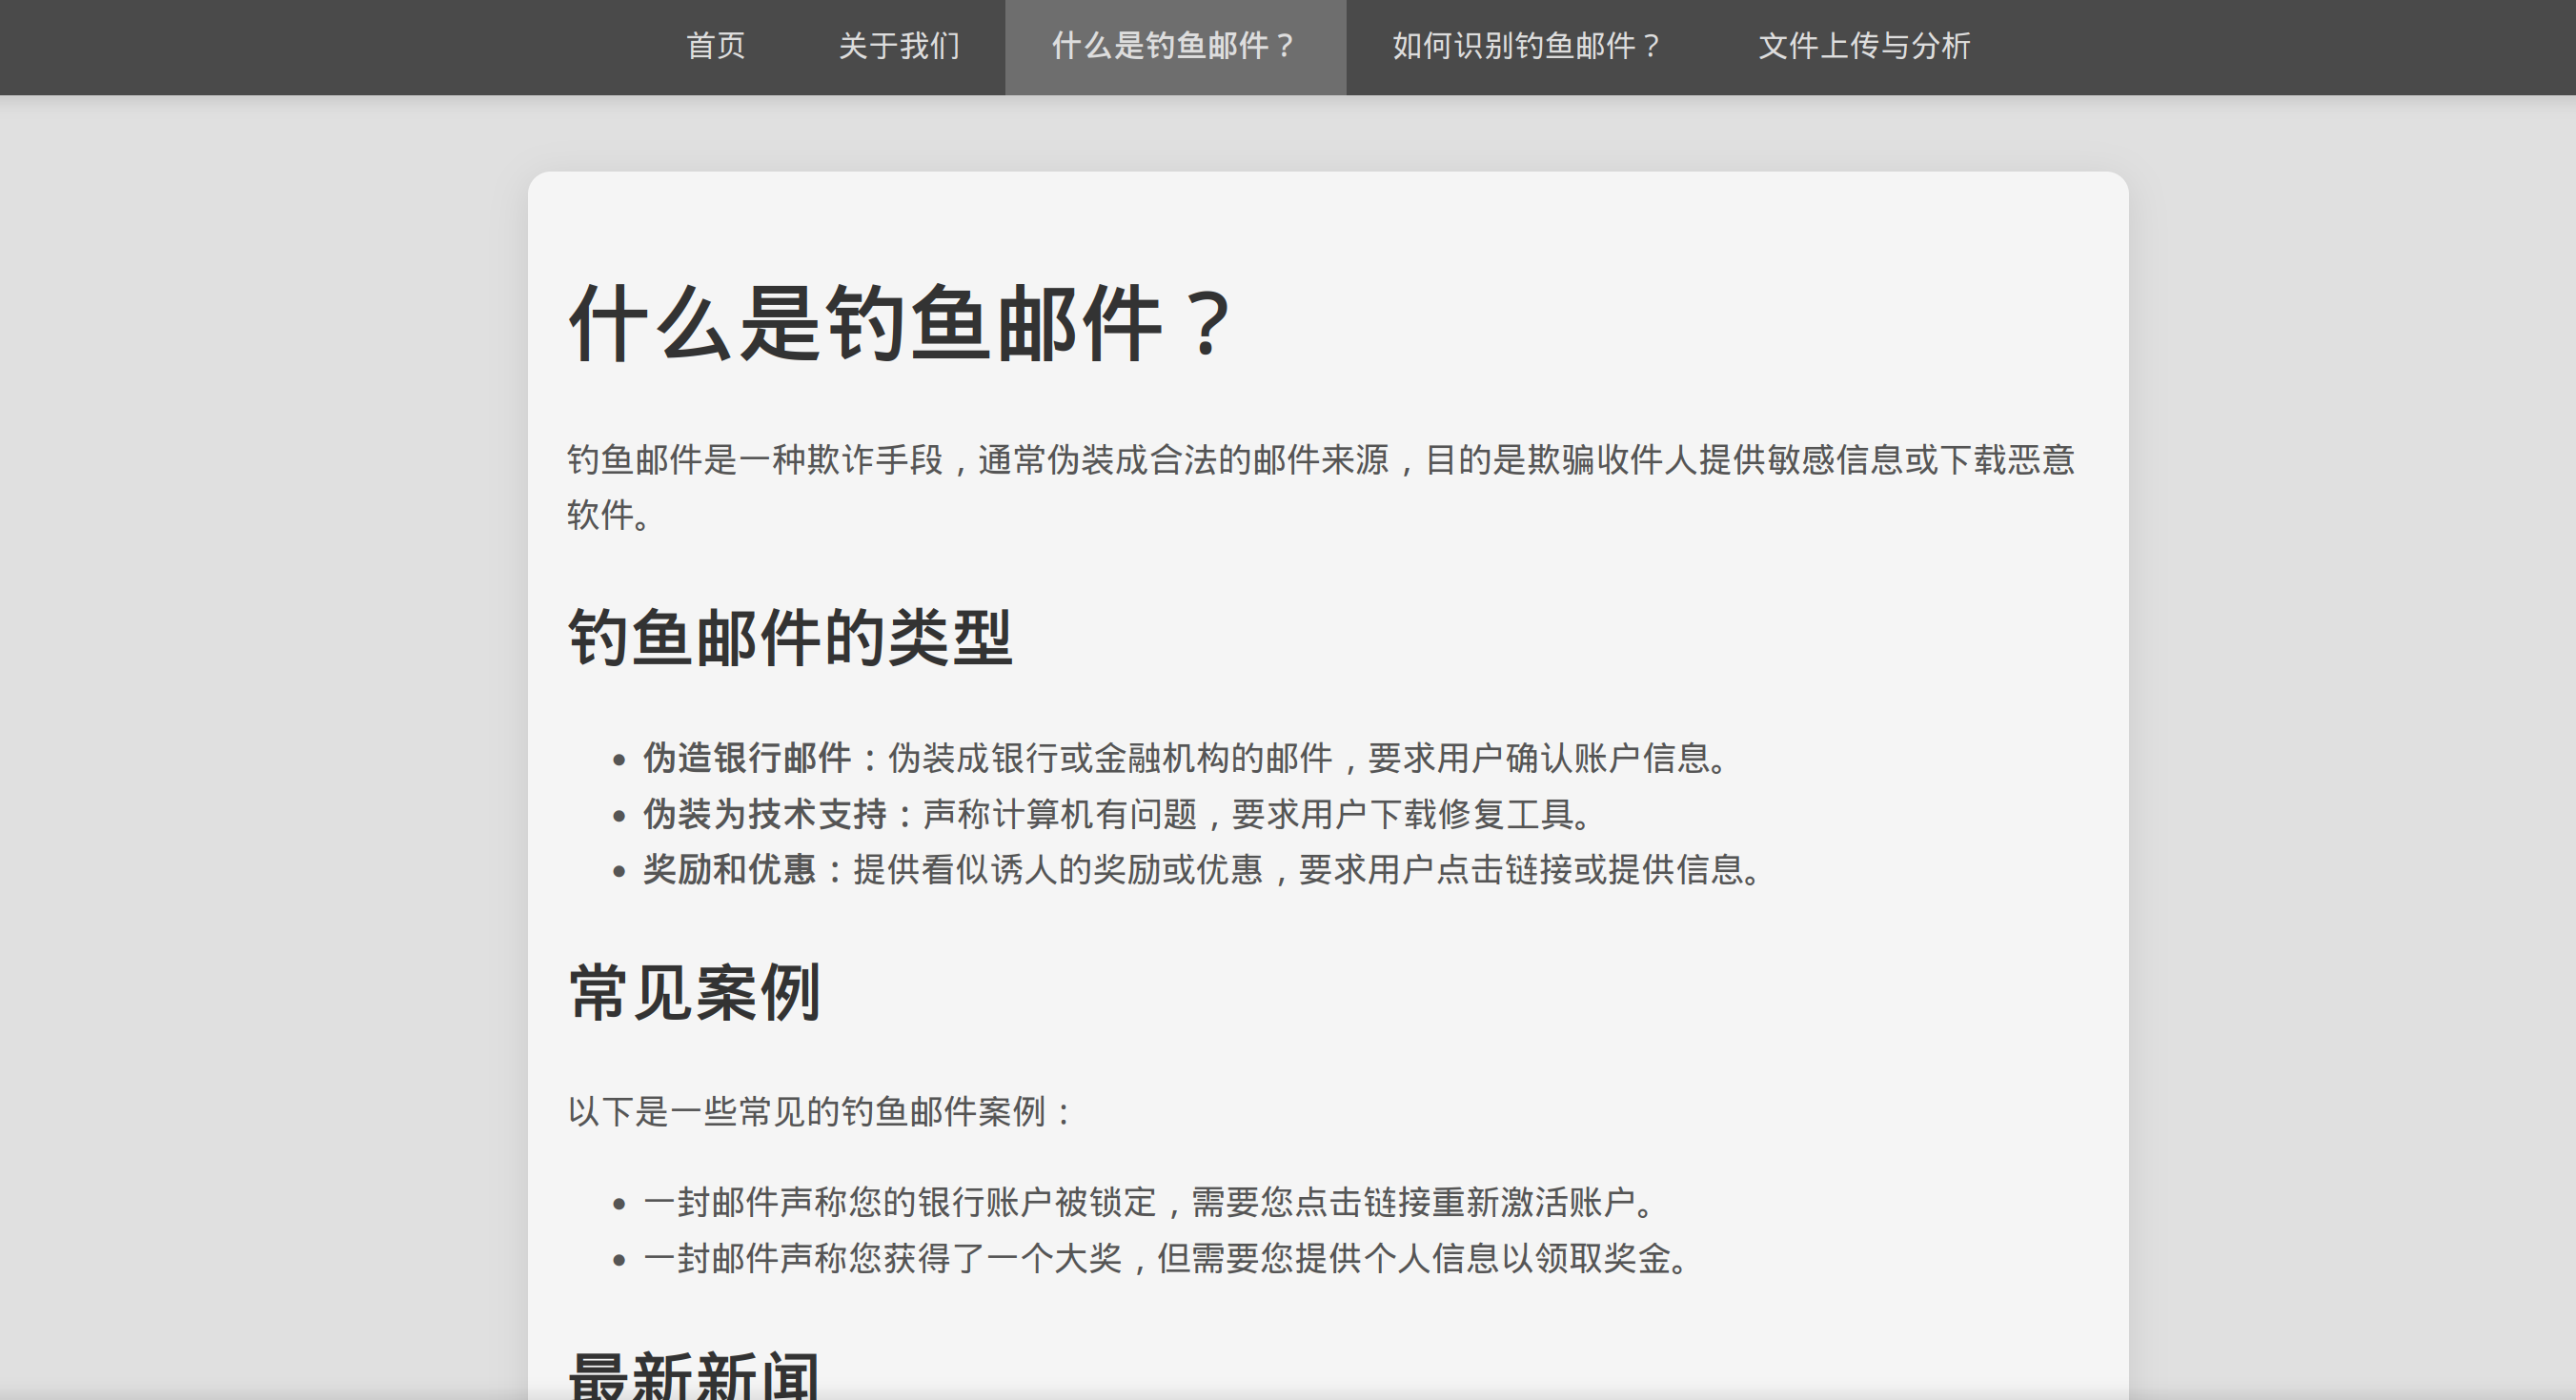 首页
关于我们
什么是钓鱼邮件？
如何识别钓鱼邮件？
文件上传与分析
什么是钓鱼邮件？
钓鱼邮件是一种欺诈手段，通常伪装成合法的邮件来源，目的是欺骗收件人提供敏感信息或下载恶意
软件。
钓鱼邮件的类型
• 伪造银行邮件：伪装成银行或金融机构的邮件，要求用户确认账户信息。
• 伪装为技术支持：声称计算机有问题，要求用户下载修复工具。
• 奖励和优惠：提供看似诱人的奖励或优惠，要求用户点击链接或提供信息。
常见案例
以下是一些常见的钓鱼邮件案例：
• 一封邮件声称您的银行账户被锁定，需要您点击链接重新激活账户。
• 一封邮件声称您获得了一个大奖，但需要您提供个人信息以领取奖金。
最新新闻